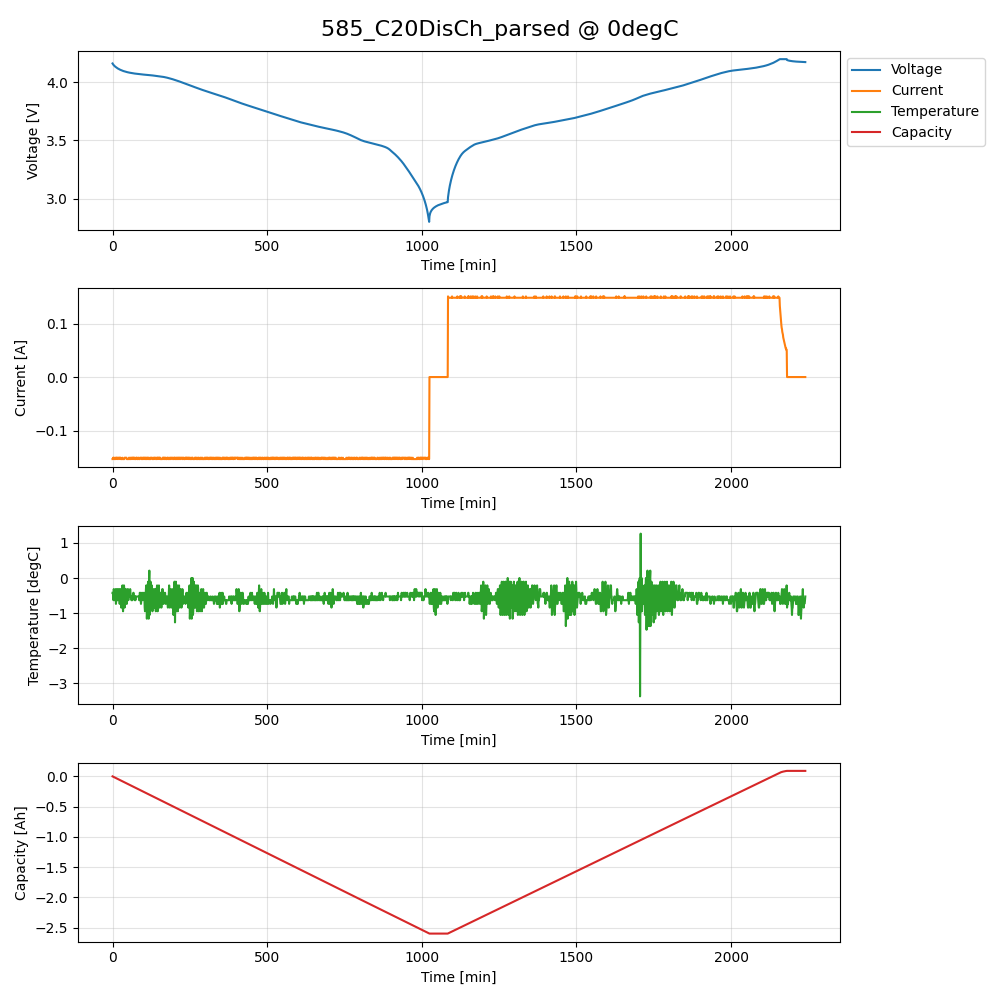 585_C20DisCh_parsed @ 0degC
Voltage [V]
4.0
3.5
3.0
0 500 1000 1500 2000
Time [min]
Voltage
Current
Temperature
Capacity
Current [A]
0.1
0.0
−0.1
0 500 1000 1500 2000
Time [min]
Temperature [degC]
1
0
−1
−2
−3
0 500 1000 1500 2000
Time [min]
Capacity [Ah]
0.0
−0.5
−1.0
−1.5
−2.0
−2.5
0 500 1000 1500 2000
Time [min]